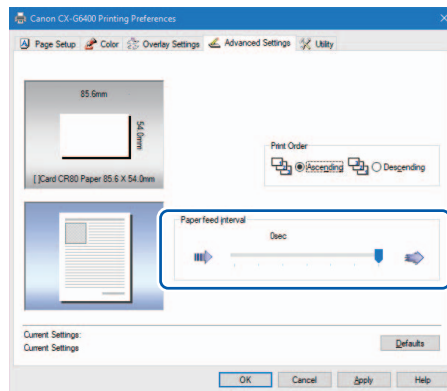 Canon CX-G6400 Printing Preferences
Page Setup Color Overlay Settings Advanced Settings Utility
85.6mm
54.0mm
[ ]Card CR80 Paper 85.6 X 54.0mm
Print Order
Ascending Descending
Paper feed interval
0sec
Current Settings:
Current Settings
Defaults
OK Cancel Apply Help